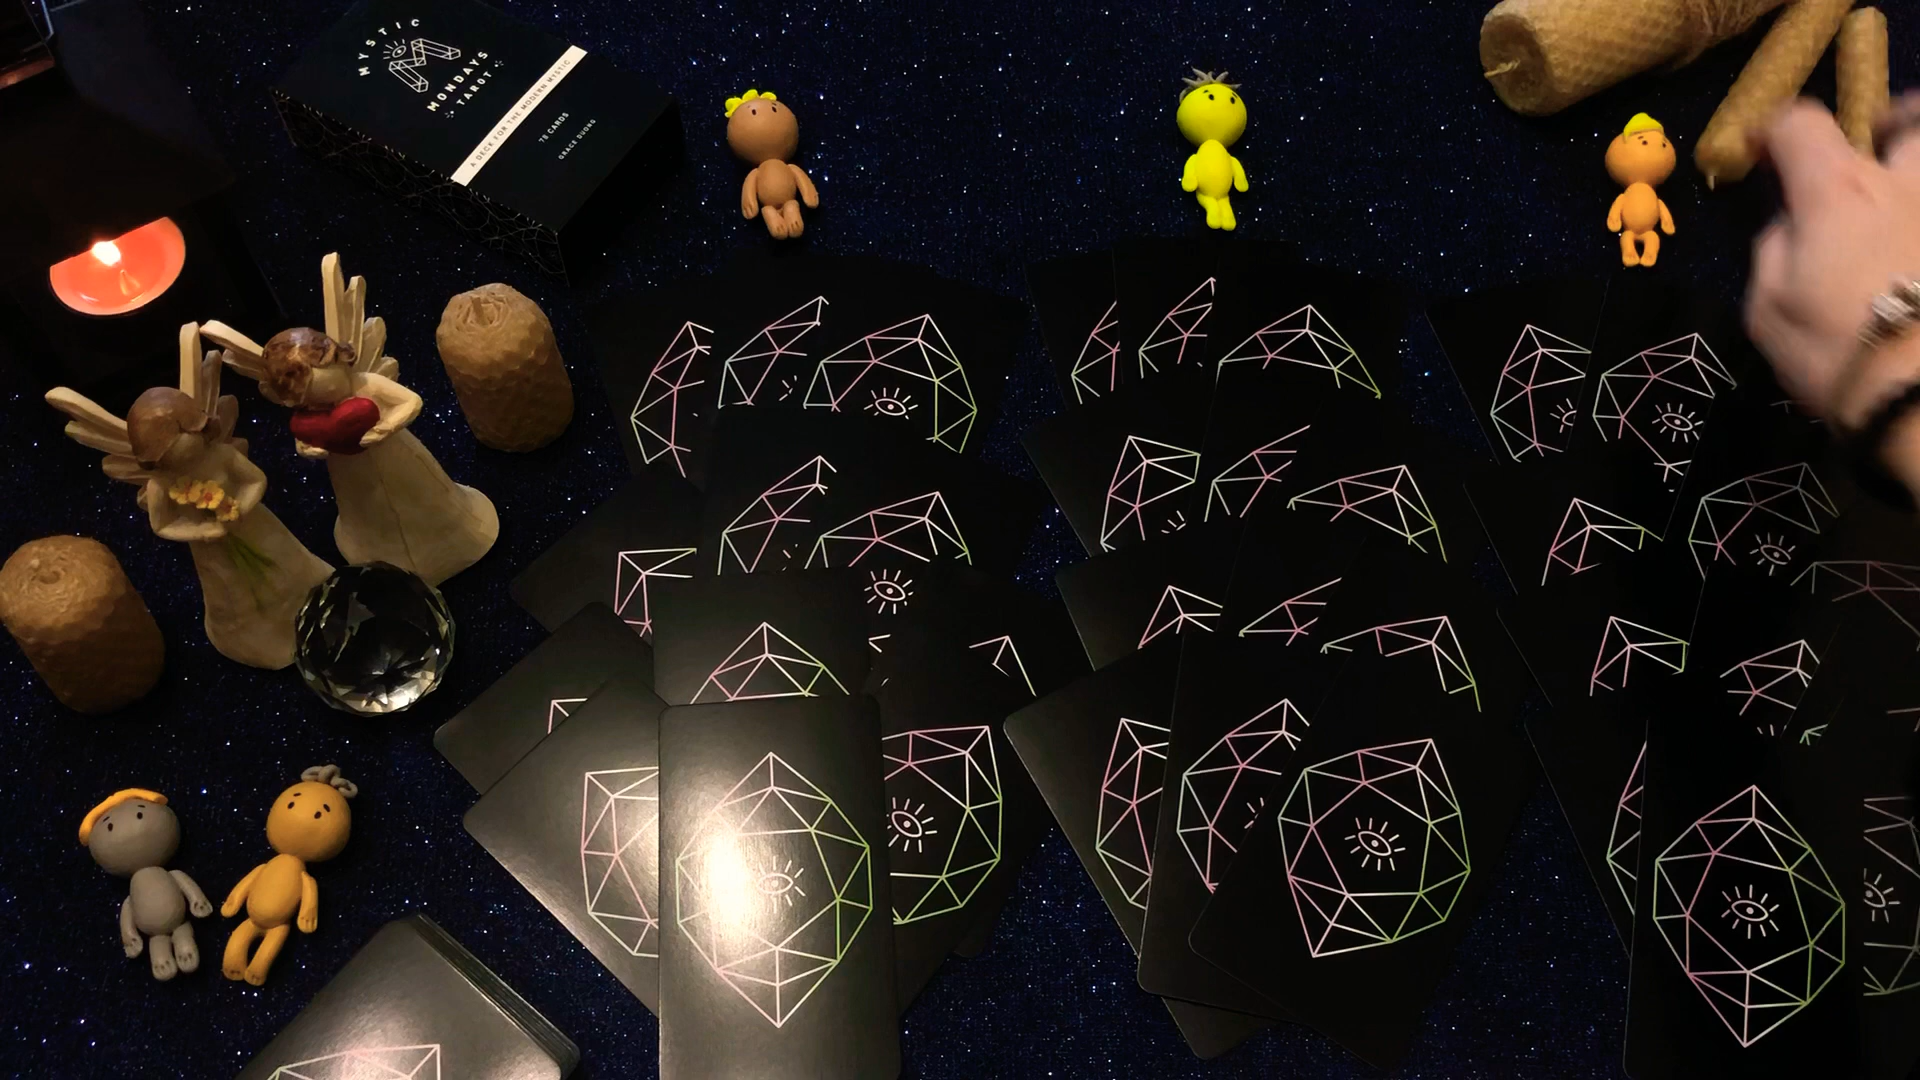 MYSTIC
MONDAYS
TAROT
A DECK FOR THE MODERN MYSTIC
78 CARDS
GRACE DUONG